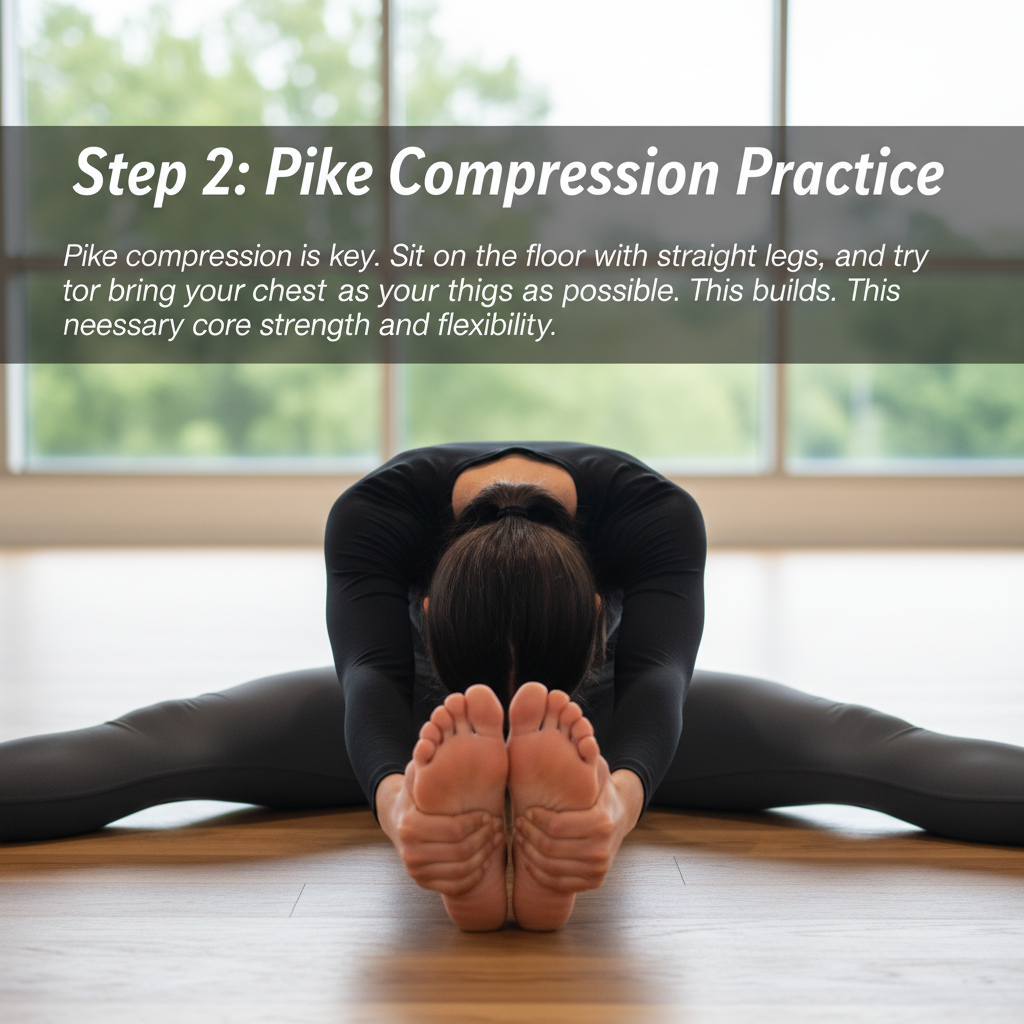 Step 2: Pike Compression Practice
Pike compression is key. Sit on the floor with straight legs, and try
tor bring your chest as your thigs as possible. This builds. This
neessary core strength and flexibility.